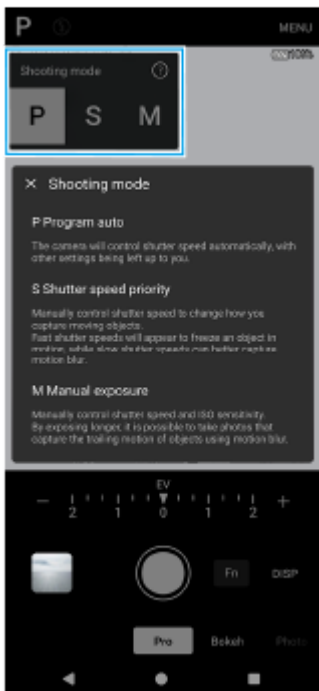 P
MENU
100%
Shooting mode
?
P S M
× Shooting mode
P Program auto
The camera will control shutter speed automatically, with
other settings being left up to you.
S Shutter speed priority
Manually control shutter speed to change how you
capture moving objects.
Fast shutter speeds will appear to freeze an object in
motion, while slow shutter speeds can better capture
motion blur.
M Manual exposure
Manually control shutter speed and ISO sensitivity.
By exposing longer, it is possible to take photos that
capture the trailing motion of objects using motion blur.
EV
− 2 1 0 1 2 +
Fn DISP
Pro Bokeh Photo